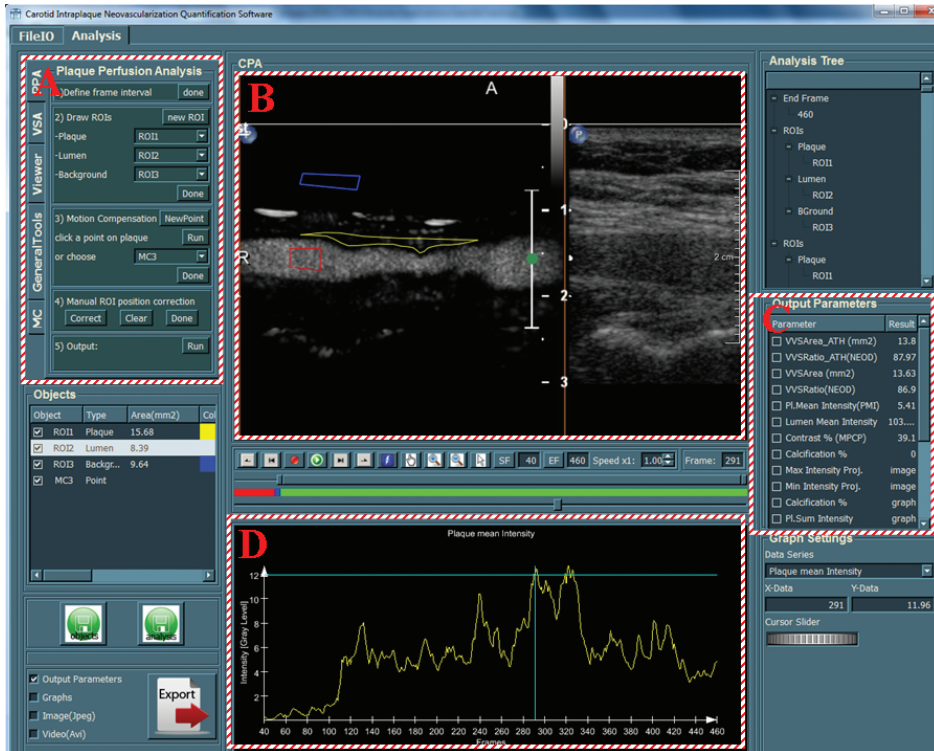 Carotid Intraplaque Neovascularization Quantification Software
FileIO Analysis
A
PPA
VSA
Viewer
GeneralTools
MC
Plaque Perfusion Analysis
)Define frame interval done
2) Draw ROIs new ROI
-Plaque ROI1
-Lumen ROI2
-Background ROI3
Done
3) Motion Compensation NewPoint
click a point on plaque Run
or choose MC3
Done
4) Manual ROI position correction
Correct Clear Done
5) Output: Run
Objects
Object Type Area(mm2) Col
ROI1 Plaque 15.68
ROI2 Lumen 8.39
ROI3 Backgr... 9.64
MC3 Point
objects analysis
Output Parameters
Graphs
Image(Jpeg)
Video(Avi)
Export
CPA
B
A
P
R
0
1
2
3
2 cm
SF 40 EF 460 Speed x1: 1.00 Frame: 291
D
Plaque mean Intensity
Intensity [Gray Level]
12
10
8
6
4
2
40 60 80 100 120 140 160 180 200 220 240 260 280 300 320 340 360 380 400 420 440 460
Frames
Analysis Tree
End Frame
460
ROIs
Plaque
ROI1
Lumen
ROI2
BGround
ROI3
ROIs
Plaque
ROI1
C
Output Parameters
Parameter Result
VVSArea_ATH (mm2) 13.8
VVSRatio_ATH(NEOD) 87.97
VVSArea (mm2) 13.63
VVSRatio(NEOD) 86.9
Pl.Mean Intensity(PMI) 5.41
Lumen Mean Intensity 103....
Contrast % (MPCP) 39.1
Calcification % 0
Max Intensity Proj. image
Min Intensity Proj. image
Calcification % graph
Pl.Sum Intensity graph
Graph Settings
Data Series
Plaque mean Intensity
X-Data Y-Data
291 11.96
Cursor Slider